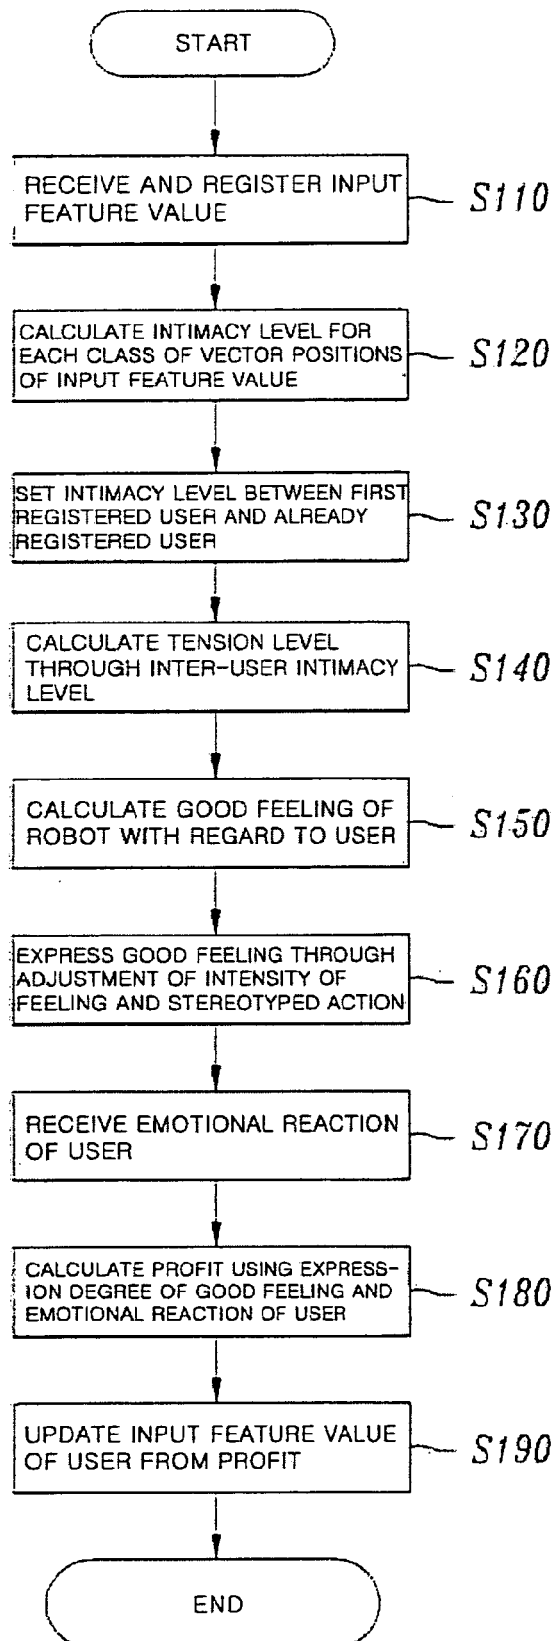 START
RECEIVE AND REGISTER INPUT
FEATURE VALUE
S110
CALCULATE INTIMACY LEVEL FOR
EACH CLASS OF VECTOR POSITIONS
OF INPUT FEATURE VALUE
S120
SET INTIMACY LEVEL BETWEEN FIRST
REGISTERED USER AND ALREADY
REGISTERED USER
S130
CALCULATE TENSION LEVEL
THROUGH INTER-USER INTIMACY
LEVEL
S140
CALCULATE GOOD FEELING OF
ROBOT WITH REGARD TO USER
S150
EXPRESS GOOD FEELING THROUGH
ADJUSTMENT OF INTENSITY OF
FEELING AND STEREOTYPED ACTION
S160
RECEIVE EMOTIONAL REACTION
OF USER
S170
CALCULATE PROFIT USING EXPRESS-
ION DEGREE OF GOOD FEELING AND
EMOTIONAL REACTION OF USER
S180
UPDATE INPUT FEATURE VALUE
OF USER FROM PROFIT
S190
END